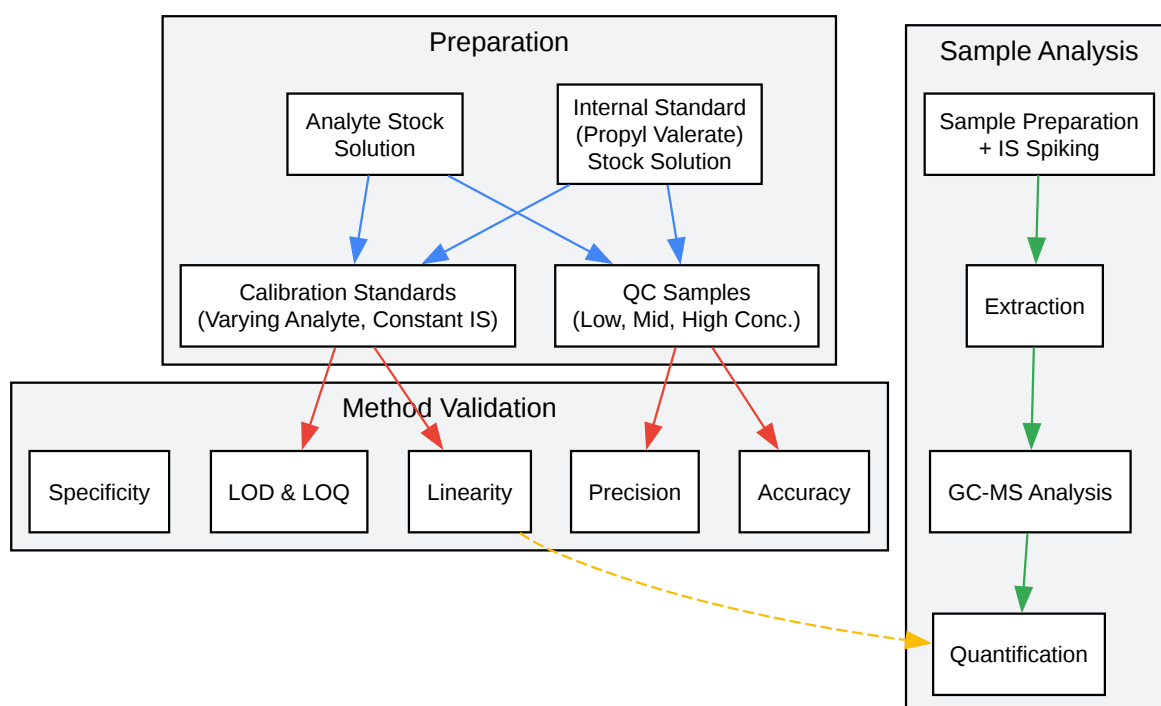 Preparation
Analyte Stock
Solution
Internal Standard
(Propyl Valerate)
Stock Solution
Calibration Standards
(Varying Analyte, Constant IS)
QC Samples
(Low, Mid, High Conc.)
Method Validation
Specificity
LOD & LOQ
Linearity
Precision
Accuracy
Sample Analysis
Sample Preparation
+ IS Spiking
Extraction
GC-MS Analysis
Quantification